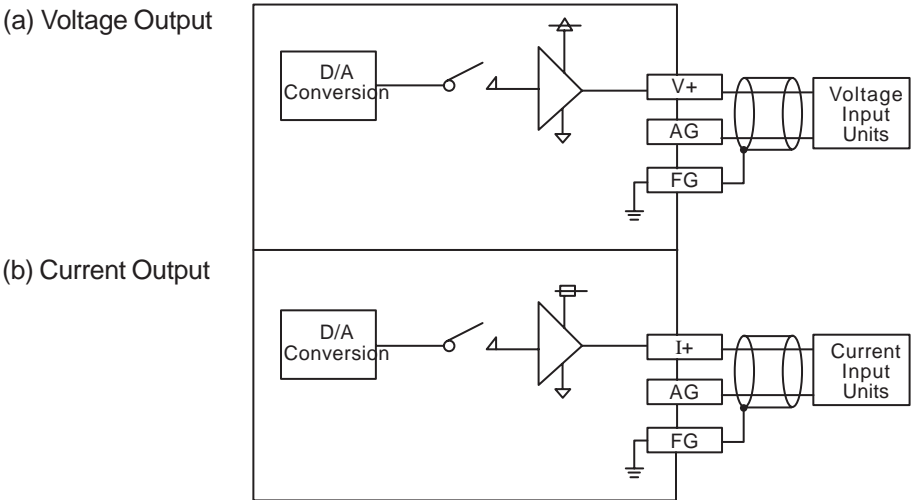 (a) Voltage Output
D/A
Conversion
V+
AG
FG
Voltage
Input
Units
(b) Current Output
D/A
Conversion
I+
AG
FG
Current
Input
Units